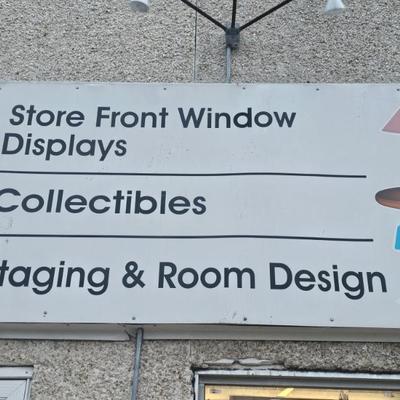 Store Front Window
Displays
Collectibles
taging & Room Design